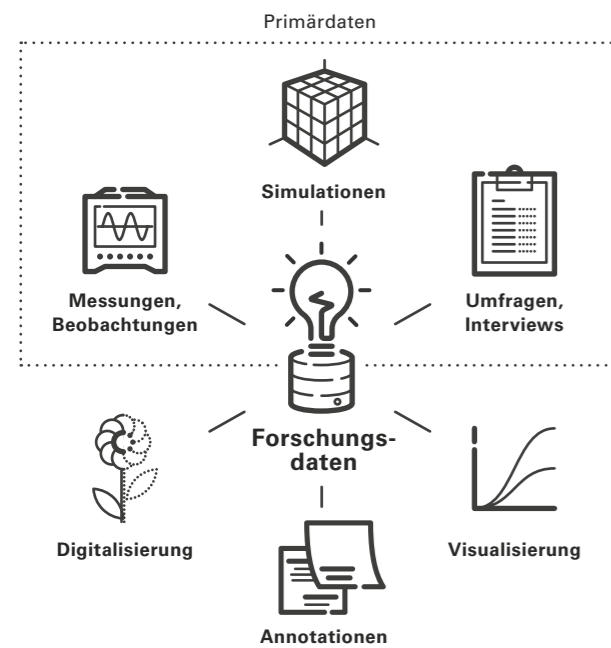 Primärdaten
Simulationen
Messungen,
Beobachtungen
Umfragen,
Interviews
Forschungs-
daten
Digitalisierung
Visualisierung
Annotationen